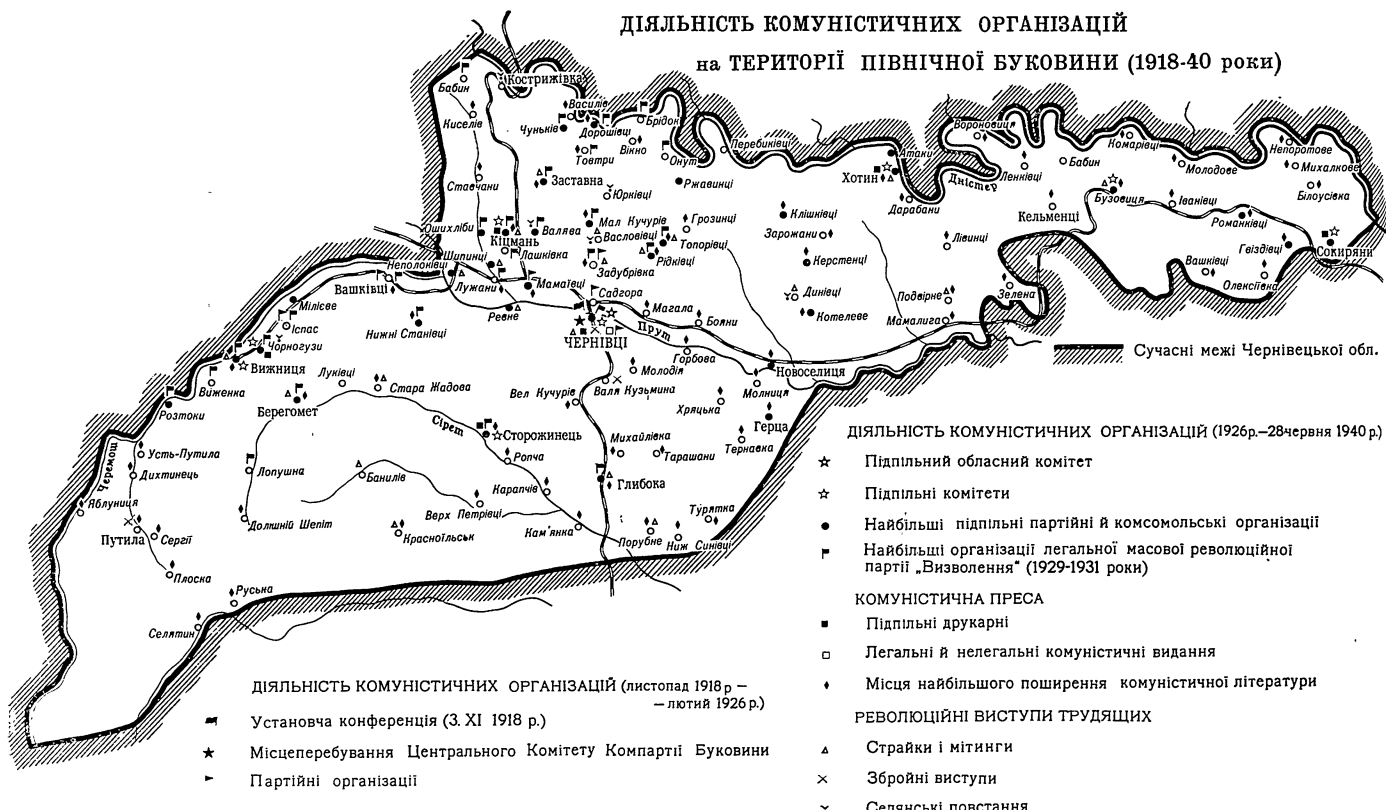 ДІЯЛЬНІСТЬ КОМУНІСТИЧНИХ ОРГАНІЗАЦІЙ
на ТЕРИТОРІЇ ПІВНІЧНОЇ БУКОВИНИ (1918-40 роки)
Бабин
Кострижівка
Киселів
Василів
Чуньків
Дорошівці
Брідок
Товтри
Вікно
Онут
Перебиківці
Ставчани
Заставна
Юрківці
Ржавинці
Хотин
Атаки
Дарабани
Дністер
Вороновиця
Ленківці
Бабин
Комарівці
Молодове
Непоротове
Михалкове
Білоусівка
Кельменці
Бузовиця
Іванівці
Романківці
Гвіздівці
Сокиряни
Вашківці
Олексіївка
Ошихліби
Кіцмань
Валява
Мал Кучурів
Васловівці
Грозинці
Топорівці
Рідківці
Клішківці
Зарожани
Лівинці
Керстенці
Шипинці
Лашківка
Задубрівка
Неполоківці
Вашківці
Лужани
Мамаївці
Садгора
Динівці
Подвірне
Зелена
Мілієве
Іспас
Нижні Станівці
Ревне
ЧЕРНІВЦІ
Прут
Магала
Бояни
Котелеве
Мамалига
Чорногузи
Вижниця
Горбова
Новоселиця
Сучасні межі Чернівецької обл.
Виженка
Луківці
Стара Жадова
Молодія
Валя Кузьмина
Молниця
Розтоки
Берегомет
Вел Кучурів
Хряцька
Герца
Сірет
Сторожинець
Михайлівка
Тарашани
Тернавка
Черемош
Усть-Путила
Дихтинець
Лопушна
Банилів
Ропча
Глибока
Яблуниця
Карапчів
Верх Петрівці
Турятка
Путила
Сергії
Долішній Шепіт
Красноїльськ
Кам'янка
Порубне
Ниж Синівці
Плоска
Руська
Селятин
ДІЯЛЬНІСТЬ КОМУНІСТИЧНИХ ОРГАНІЗАЦІЙ (листопад 1918 р —
— лютий 1926 р.)
Установча конференція (3. XI 1918 р.)
Місцеперебування Центрального Комітету Компартії Буковини
Партійні організації
ДІЯЛЬНІСТЬ КОМУНІСТИЧНИХ ОРГАНІЗАЦІЙ (1926р.—28червня 1940 р.)
Підпільний обласний комітет
Підпільні комітети
Найбільші підпільні партійні й комсомольські організації
Найбільші організації легальної масової революційної
партії „Визволення“ (1929-1931 роки)
КОМУНІСТИЧНА ПРЕСА
Підпільні друкарні
Легальні й нелегальні комуністичні видання
Місця найбільшого поширення комуністичної літератури
РЕВОЛЮЦІЙНІ ВИСТУПИ ТРУДЯЩИХ
Страйки і мітинги
Збройні виступи
Селянські повстання